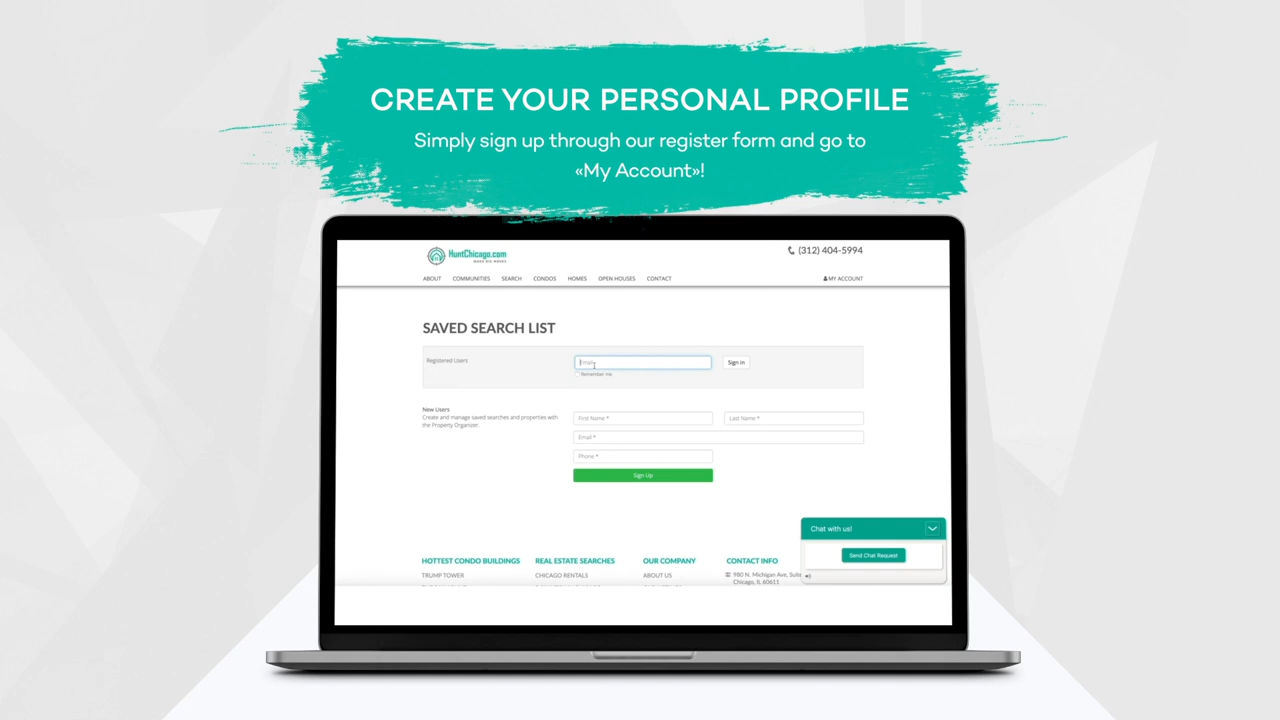 CREATE YOUR PERSONAL PROFILE
Simply sign up through our register form and go to
«My Account»!
HuntChicago.com
(312) 404-5994
ABOUT COMMUNITIES SEARCH CONDOS HOMES OPEN HOUSES CONTACT MY ACCOUNT
SAVED SEARCH LIST
Registered Users
Email
Sign in
Remember me
New Users
Create and manage saved searches and properties with
the Property Organizer.
First Name * Last Name *
Email *
Phone *
Sign Up
Chat with us!
Send Chat Request
HOTTEST CONDO BUILDINGS REAL ESTATE SEARCHES OUR COMPANY CONTACT INFO
TRUMP TOWER CHICAGO RENTALS ABOUT US 980 N. Michigan Ave, Suite
Chicago, IL 60611